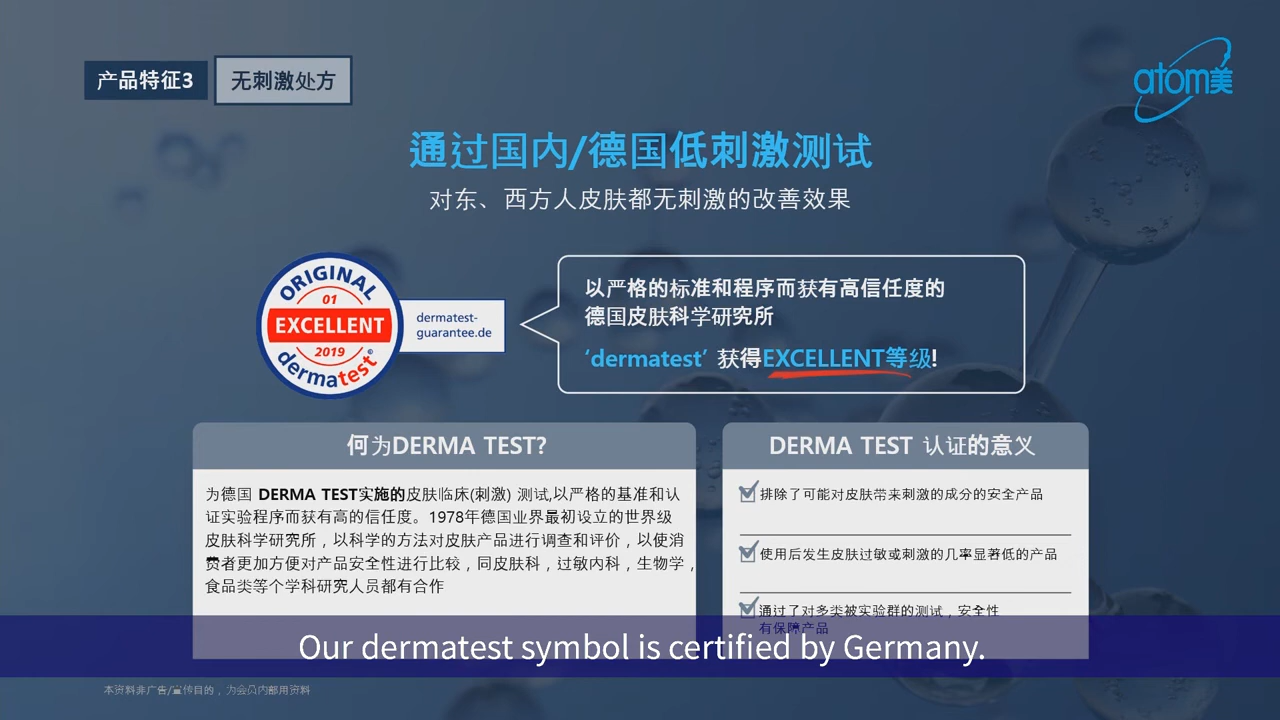 产品特征3
无刺激处方
atom美
通过国内/德国低刺激测试
对东、西方人皮肤都无刺激的改善效果
ORIGINAL
01
EXCELLENT
2019
dermatest®
dermatest-
guarantee.de
以严格的标准和程序而获有高信任度的
德国皮肤科学研究所
‘dermatest’ 获得EXCELLENT等级!
何为DERMA TEST?
为德国 DERMA TEST实施的皮肤临床(刺激) 测试,以严格的基准和认
证实验程序而获有高的信任度。1978年德国业界最初设立的世界级
皮肤科学研究所，以科学的方法对皮肤产品进行调查和评价，以使消
费者更加方便对产品安全性进行比较，同皮肤科，过敏内科，生物学，
食品类等个学科研究人员都有合作
DERMA TEST 认证的意义
排除了可能对皮肤带来刺激的成分的安全产品
使用后发生皮肤过敏或刺激的几率显著低的产品
通过了对多类被实验群的测试，安全性
有保障产品
Our dermatest symbol is certified by Germany.
本资料非广告/宣传目的，为会员内部用资料